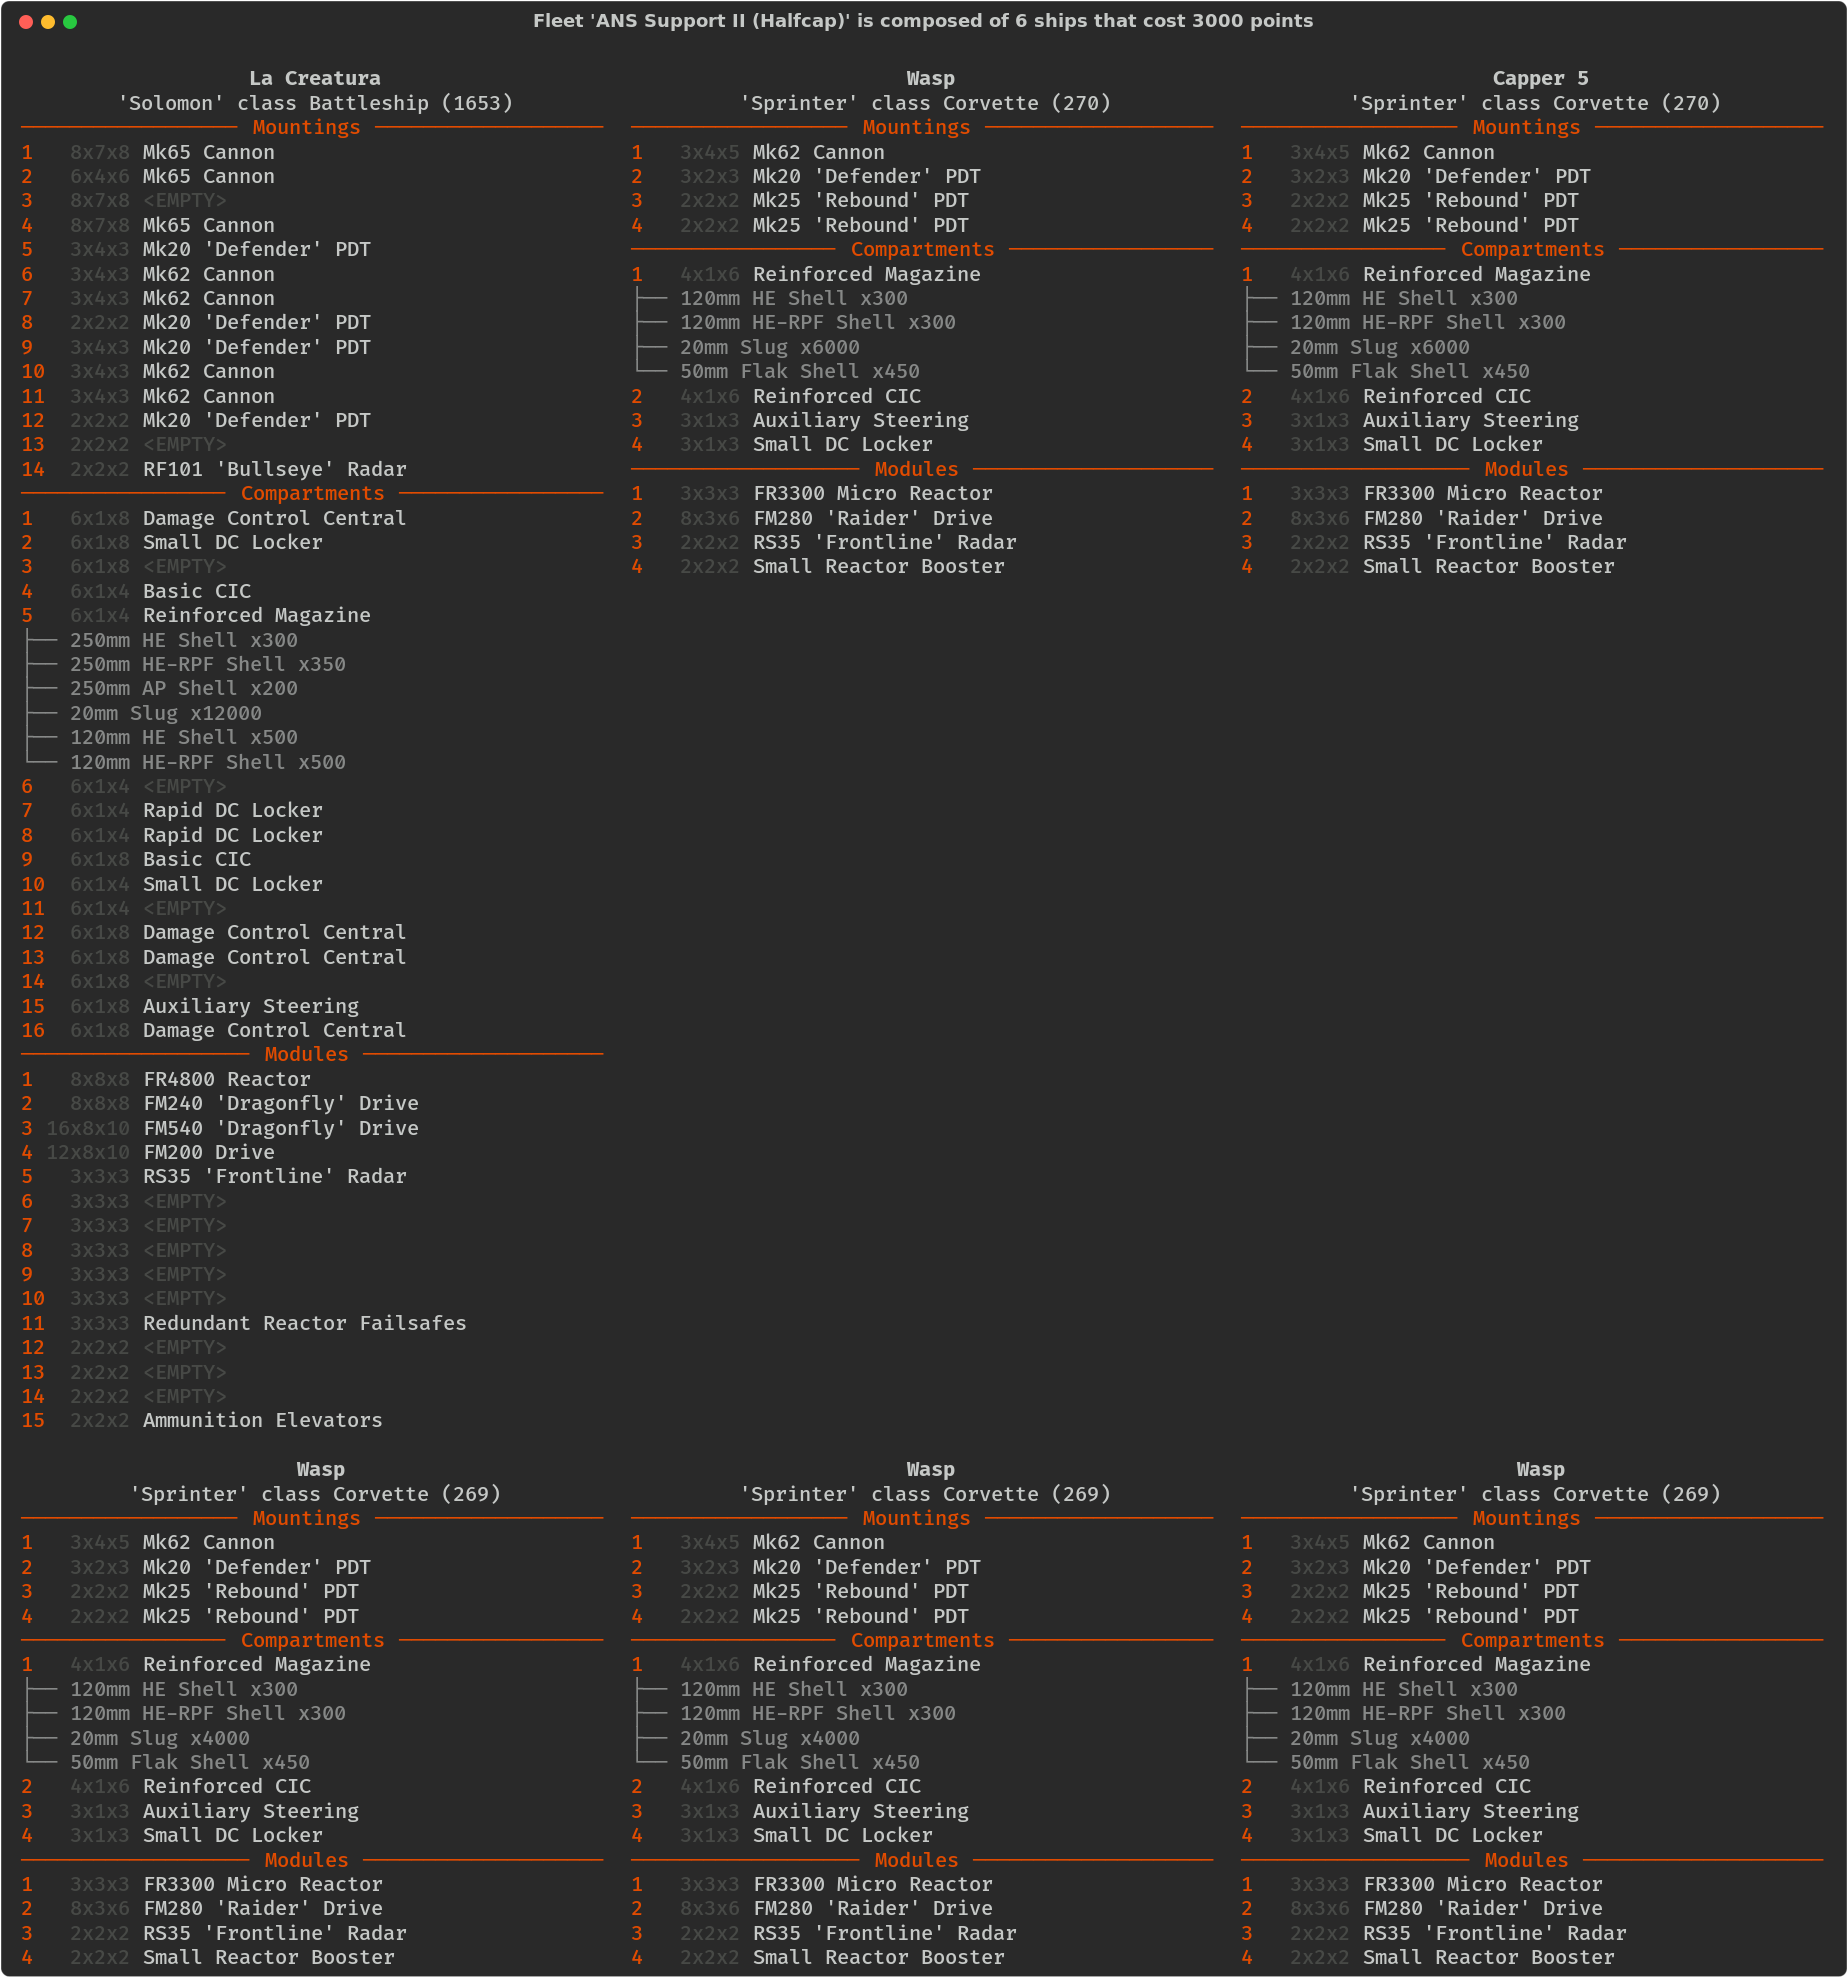 Fleet 'ANS Support II (Halfcap)' is composed of 6 ships that cost 3000 points
La Creatura
'Solomon' class Battleship (1653)
Mountings
1 8x7x8 Mk65 Cannon
2 6x4x6 Mk65 Cannon
3 8x7x8 <EMPTY>
4 8x7x8 Mk65 Cannon
5 3x4x3 Mk20 'Defender' PDT
6 3x4x3 Mk62 Cannon
7 3x4x3 Mk62 Cannon
8 2x2x2 Mk20 'Defender' PDT
9 3x4x3 Mk20 'Defender' PDT
10 3x4x3 Mk62 Cannon
11 3x4x3 Mk62 Cannon
12 2x2x2 Mk20 'Defender' PDT
13 2x2x2 <EMPTY>
14 2x2x2 RF101 'Bullseye' Radar
Compartments
1 6x1x8 Damage Control Central
2 6x1x8 Small DC Locker
3 6x1x8 <EMPTY>
4 6x1x4 Basic CIC
5 6x1x4 Reinforced Magazine
├── 250mm HE Shell x300
├── 250mm HE-RPF Shell x350
├── 250mm AP Shell x200
├── 20mm Slug x12000
├── 120mm HE Shell x500
└── 120mm HE-RPF Shell x500
6 6x1x4 <EMPTY>
7 6x1x4 Rapid DC Locker
8 6x1x4 Rapid DC Locker
9 6x1x8 Basic CIC
10 6x1x4 Small DC Locker
11 6x1x4 <EMPTY>
12 6x1x8 Damage Control Central
13 6x1x8 Damage Control Central
14 6x1x8 <EMPTY>
15 6x1x8 Auxiliary Steering
16 6x1x8 Damage Control Central
Modules
1 8x8x8 FR4800 Reactor
2 8x8x8 FM240 'Dragonfly' Drive
3 16x8x10 FM540 'Dragonfly' Drive
4 12x8x10 FM200 Drive
5 3x3x3 RS35 'Frontline' Radar
6 3x3x3 <EMPTY>
7 3x3x3 <EMPTY>
8 3x3x3 <EMPTY>
9 3x3x3 <EMPTY>
10 3x3x3 <EMPTY>
11 3x3x3 Redundant Reactor Failsafes
12 2x2x2 <EMPTY>
13 2x2x2 <EMPTY>
14 2x2x2 <EMPTY>
15 2x2x2 Ammunition Elevators
Wasp
'Sprinter' class Corvette (270)
Mountings
1 3x4x5 Mk62 Cannon
2 3x2x3 Mk20 'Defender' PDT
3 2x2x2 Mk25 'Rebound' PDT
4 2x2x2 Mk25 'Rebound' PDT
Compartments
1 4x1x6 Reinforced Magazine
├── 120mm HE Shell x300
├── 120mm HE-RPF Shell x300
├── 20mm Slug x6000
└── 50mm Flak Shell x450
2 4x1x6 Reinforced CIC
3 3x1x3 Auxiliary Steering
4 3x1x3 Small DC Locker
Modules
1 3x3x3 FR3300 Micro Reactor
2 8x3x6 FM280 'Raider' Drive
3 2x2x2 RS35 'Frontline' Radar
4 2x2x2 Small Reactor Booster
Capper 5
'Sprinter' class Corvette (270)
Mountings
1 3x4x5 Mk62 Cannon
2 3x2x3 Mk20 'Defender' PDT
3 2x2x2 Mk25 'Rebound' PDT
4 2x2x2 Mk25 'Rebound' PDT
Compartments
1 4x1x6 Reinforced Magazine
├── 120mm HE Shell x300
├── 120mm HE-RPF Shell x300
├── 20mm Slug x6000
└── 50mm Flak Shell x450
2 4x1x6 Reinforced CIC
3 3x1x3 Auxiliary Steering
4 3x1x3 Small DC Locker
Modules
1 3x3x3 FR3300 Micro Reactor
2 8x3x6 FM280 'Raider' Drive
3 2x2x2 RS35 'Frontline' Radar
4 2x2x2 Small Reactor Booster
Wasp
'Sprinter' class Corvette (269)
Mountings
1 3x4x5 Mk62 Cannon
2 3x2x3 Mk20 'Defender' PDT
3 2x2x2 Mk25 'Rebound' PDT
4 2x2x2 Mk25 'Rebound' PDT
Compartments
1 4x1x6 Reinforced Magazine
├── 120mm HE Shell x300
├── 120mm HE-RPF Shell x300
├── 20mm Slug x4000
└── 50mm Flak Shell x450
2 4x1x6 Reinforced CIC
3 3x1x3 Auxiliary Steering
4 3x1x3 Small DC Locker
Modules
1 3x3x3 FR3300 Micro Reactor
2 8x3x6 FM280 'Raider' Drive
3 2x2x2 RS35 'Frontline' Radar
4 2x2x2 Small Reactor Booster
Wasp
'Sprinter' class Corvette (269)
Mountings
1 3x4x5 Mk62 Cannon
2 3x2x3 Mk20 'Defender' PDT
3 2x2x2 Mk25 'Rebound' PDT
4 2x2x2 Mk25 'Rebound' PDT
Compartments
1 4x1x6 Reinforced Magazine
├── 120mm HE Shell x300
├── 120mm HE-RPF Shell x300
├── 20mm Slug x4000
└── 50mm Flak Shell x450
2 4x1x6 Reinforced CIC
3 3x1x3 Auxiliary Steering
4 3x1x3 Small DC Locker
Modules
1 3x3x3 FR3300 Micro Reactor
2 8x3x6 FM280 'Raider' Drive
3 2x2x2 RS35 'Frontline' Radar
4 2x2x2 Small Reactor Booster
Wasp
'Sprinter' class Corvette (269)
Mountings
1 3x4x5 Mk62 Cannon
2 3x2x3 Mk20 'Defender' PDT
3 2x2x2 Mk25 'Rebound' PDT
4 2x2x2 Mk25 'Rebound' PDT
Compartments
1 4x1x6 Reinforced Magazine
├── 120mm HE Shell x300
├── 120mm HE-RPF Shell x300
├── 20mm Slug x4000
└── 50mm Flak Shell x450
2 4x1x6 Reinforced CIC
3 3x1x3 Auxiliary Steering
4 3x1x3 Small DC Locker
Modules
1 3x3x3 FR3300 Micro Reactor
2 8x3x6 FM280 'Raider' Drive
3 2x2x2 RS35 'Frontline' Radar
4 2x2x2 Small Reactor Booster